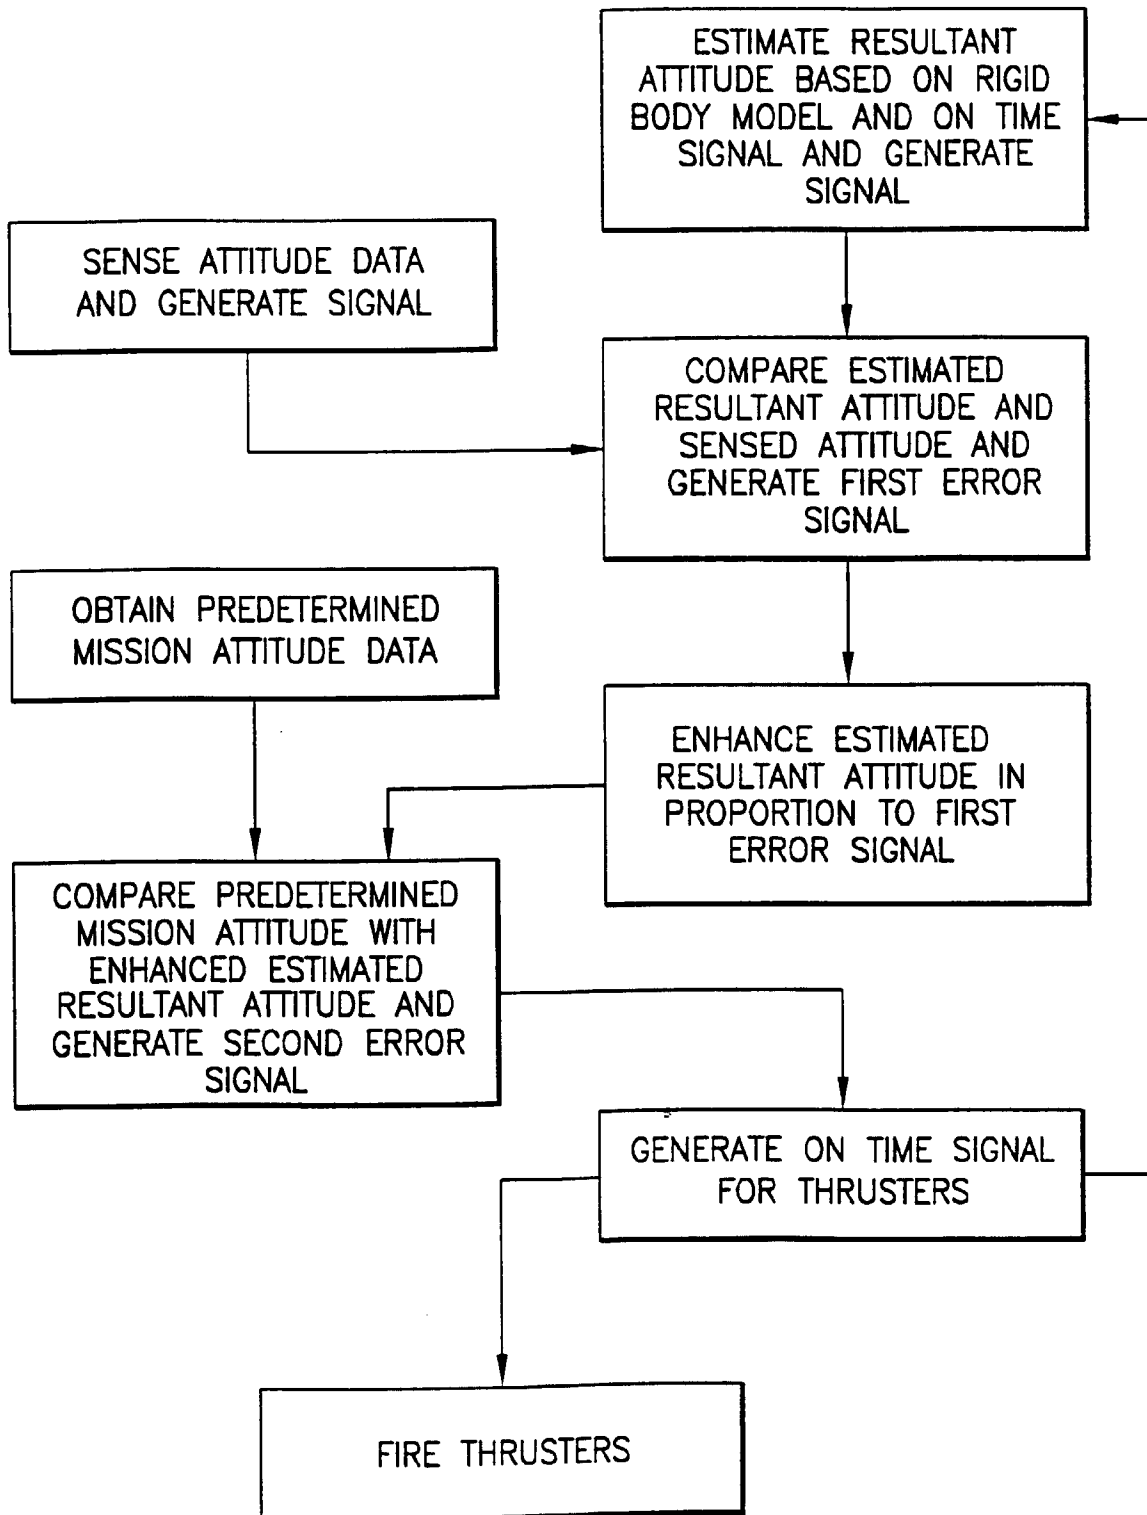 ESTIMATE RESULTANT
ATTITUDE BASED ON RIGID
BODY MODEL AND ON TIME
SIGNAL AND GENERATE
SIGNAL
SENSE ATTITUDE DATA
AND GENERATE SIGNAL
COMPARE ESTIMATED
RESULTANT ATTITUDE AND
SENSED ATTITUDE AND
GENERATE FIRST ERROR
SIGNAL
OBTAIN PREDETERMINED
MISSION ATTITUDE DATA
ENHANCE ESTIMATED
RESULTANT ATTITUDE IN
PROPORTION TO FIRST
ERROR SIGNAL
COMPARE PREDETERMINED
MISSION ATTITUDE WITH
ENHANCED ESTIMATED
RESULTANT ATTITUDE AND
GENERATE SECOND ERROR
SIGNAL
GENERATE ON TIME SIGNAL
FOR THRUSTERS
FIRE THRUSTERS